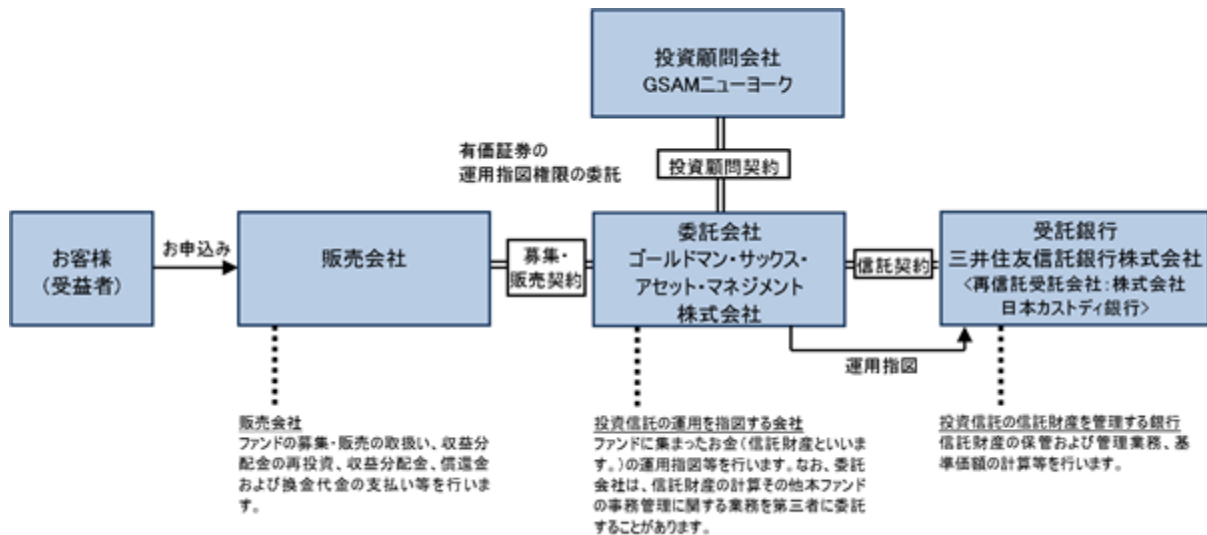 投資顧問会社
GSAMニューヨーク
有価証券の
運用指図権限の委託
投資顧問契約
お客様
(受益者)
お申込み
販売会社
募集・
販売契約
委託会社
ゴールドマン・サックス・
アセット・マネジメント
株式会社
信託契約
受託銀行
三井住友信託銀行株式会社
<再信託受託会社:株式会社
日本カストディ銀行>
運用指図
販売会社
ファンドの募集・販売の取扱い、収益分
配金の再投資、収益分配金、償還金
および換金代金の支払い等を行いま
す。
投資信託の運用を指図する会社
ファンドに集まったお金(信託財産といいま
す。)の運用指図等を行います。なお、委託
会社は、信託財産の計算その他本ファンド
の事務管理に関する業務を第三者に委託
することがあります。
投資信託の信託財産を管理する銀行
信託財産の保管および管理業務、基
準価額の計算等を行います。